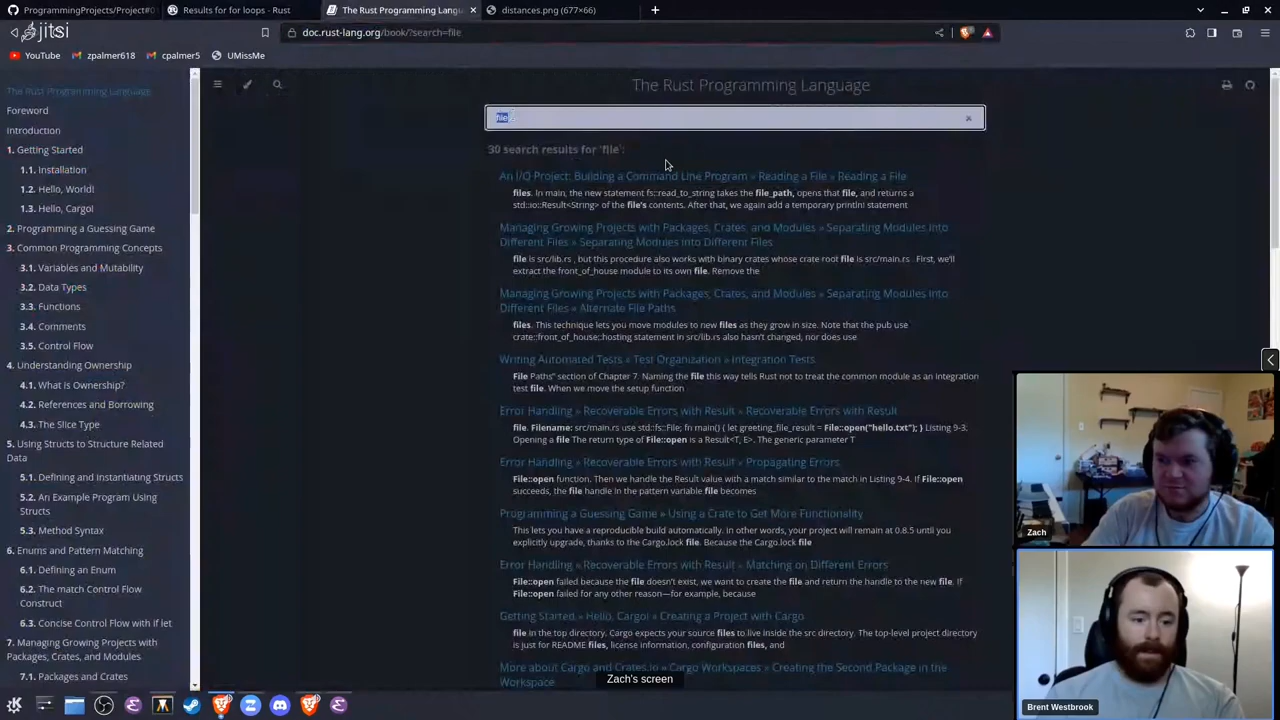 ProgrammingProjects/Project#0
Results for for loops - Rust
The Rust Programming Langu
distances.png (677×66)
jitsi
doc.rust-lang.org/book/?search=file
YouTube
zpalmer618
cpalmer5
UMissMe
The Rust Programming Language
Foreword
Introduction
1. Getting Started
1.1. Installation
1.2. Hello, World!
1.3. Hello, Cargo!
2. Programming a Guessing Game
3. Common Programming Concepts
3.1. Variables and Mutability
3.2. Data Types
3.3. Functions
3.4. Comments
3.5. Control Flow
4. Understanding Ownership
4.1. What is Ownership?
4.2. References and Borrowing
4.3. The Slice Type
5. Using Structs to Structure Related
Data
5.1. Defining and Instantiating Structs
5.2. An Example Program Using
Structs
5.3. Method Syntax
6. Enums and Pattern Matching
6.1. Defining an Enum
6.2. The match Control Flow
Construct
6.3. Concise Control Flow with if let
7. Managing Growing Projects with
Packages, Crates, and Modules
7.1. Packages and Crates
The Rust Programming Language
file
30 search results for 'file':
An I/O Project: Building a Command Line Program » Reading a File » Reading a File
files. In main, the new statement fs::read_to_string takes the file_path, opens that file, and returns a
std::io::Result<String> of the file's contents. After that, we again add a temporary println! statement
Managing Growing Projects with Packages, Crates, and Modules » Separating Modules into
Different Files » Separating Modules into Different Files
file is src/lib.rs , but this procedure also works with binary crates whose crate root file is src/main.rs . First, we'll
extract the front_of_house module to its own file. Remove the
Managing Growing Projects with Packages, Crates, and Modules » Separating Modules into
Different Files » Alternate File Paths
files. This technique lets you move modules to new files as they grow in size. Note that the pub use
crate::front_of_house::hosting statement in src/lib.rs also hasn't changed, nor does use
Writing Automated Tests » Test Organization » Integration Tests
File Paths" section of Chapter 7. Naming the file this way tells Rust not to treat the common module as an integration
test file. When we move the setup function
Error Handling » Recoverable Errors with Result » Recoverable Errors with Result
file. Filename: src/main.rs use std::fs::File; fn main() { let greeting_file_result = File::open("hello.txt"); } Listing 9-3:
Opening a file The return type of File::open is a Result<T, E>. The generic parameter T
Error Handling » Recoverable Errors with Result » Propagating Errors
File::open function. Then we handle the Result value with a match similar to the match in Listing 9-4. If File::open
succeeds, the file handle in the pattern variable file becomes
Programming a Guessing Game » Using a Crate to Get More Functionality
This lets you have a reproducible build automatically. In other words, your project will remain at 0.8.5 until you
explicitly upgrade, thanks to the Cargo.lock file. Because the Cargo.lock file
Error Handling » Recoverable Errors with Result » Matching on Different Errors
File::open failed because the file doesn't exist, we want to create the file and return the handle to the new file. If
File::open failed for any other reason—for example, because
Getting Started » Hello, Cargo! » Creating a Project with Cargo
file in the top directory. Cargo expects your source files to live inside the src directory. The top-level project directory
is just for README files, license information, configuration files, and
More about Cargo and Crates.io » Cargo Workspaces » Creating the Second Package in the
Workspace
Zach's screen
Zach
Brent Westbrook